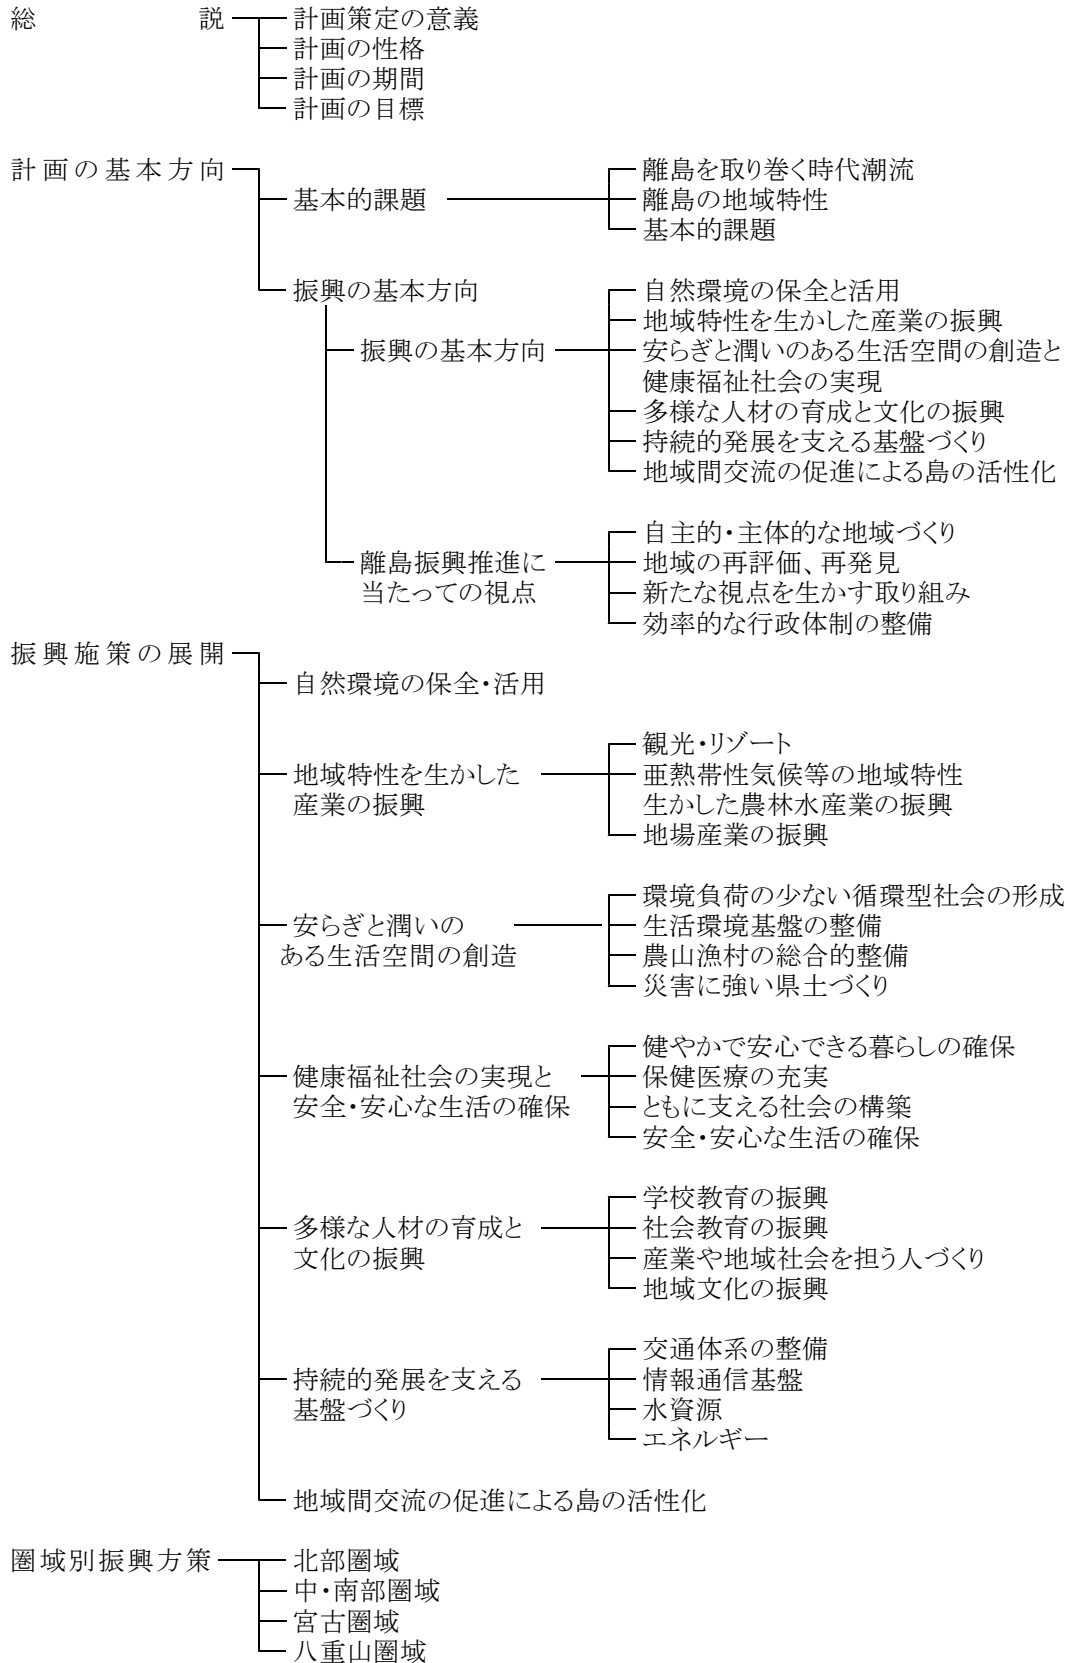 総　　　　説　計画策定の意義
計画の性格
計画の期間
計画の目標
計画の基本方向　離島を取り巻く時代潮流
基本的課題　離島の地域特性
基本的課題
振興の基本方向　自然環境の保全と活用
地域特性を生かした産業の振興
振興の基本方向　安らぎと潤いのある生活空間の創造と
健康福祉社会の実現
多様な人材の育成と文化の振興
持続的発展を支える基盤づくり
地域間交流の促進による島の活性化
自主的・主体的な地域づくり
離島振興推進に　地域の再評価、再発見
当たっての視点　新たな視点を生かす取り組み
効率的な行政体制の整備
振興施策の展開
自然環境の保全・活用
観光・リゾート
地域特性を生かした　亜熱帯性気候等の地域特性
産業の振興　生かした農林水産業の振興
地場産業の振興
環境負荷の少ない循環型社会の形成
安らぎと潤いの　生活環境基盤の整備
ある生活空間の創造　農山漁村の総合的整備
災害に強い県土づくり
健やかで安心できる暮らしの確保
健康福祉社会の実現と　保健医療の充実
安全・安心な生活の確保　ともに支える社会の構築
安全・安心な生活の確保
学校教育の振興
多様な人材の育成と　社会教育の振興
文化の振興　産業や地域社会を担う人づくり
地域文化の振興
交通体系の整備
持続的発展を支える　情報通信基盤
基盤づくり　水資源
エネルギー
地域間交流の促進による島の活性化
圏域別振興方策　北部圏域
中・南部圏域
宮古圏域
八重山圏域